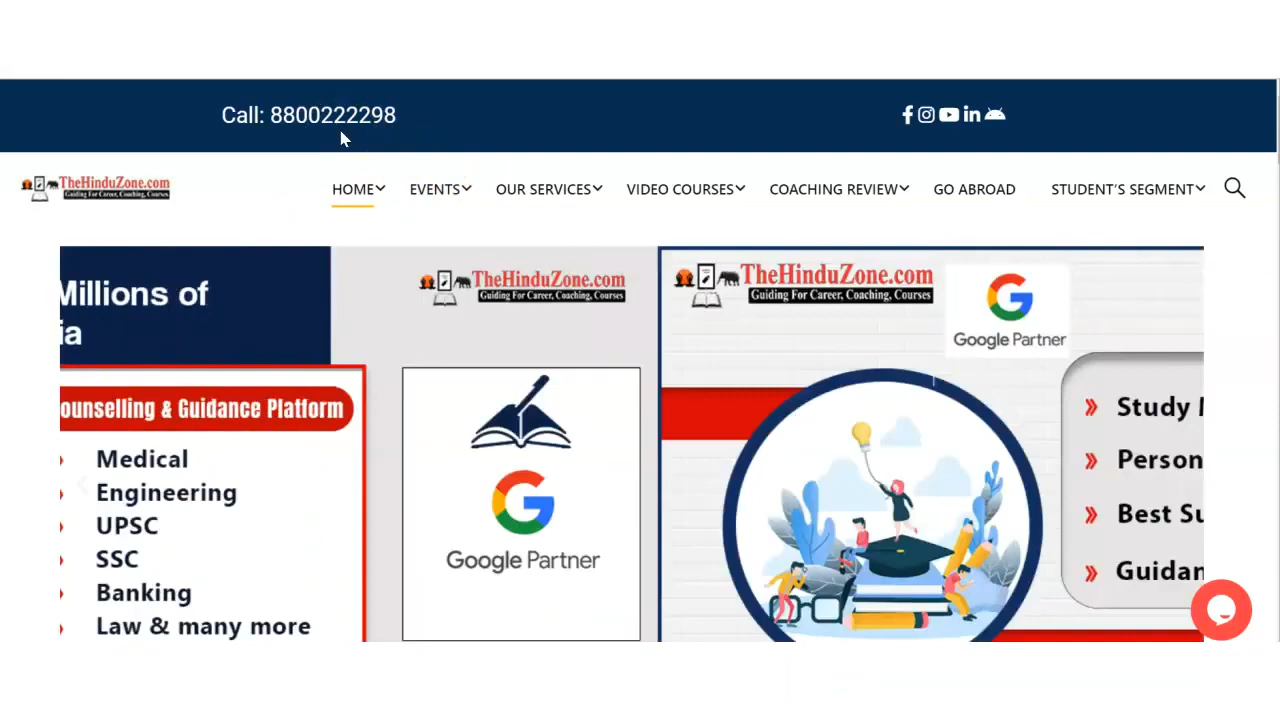 Call: 8800222298
TheHinduZone.com
Guiding For Career, Coaching, Courses
HOME EVENTS OUR SERVICES VIDEO COURSES COACHING REVIEW GO ABROAD STUDENT'S SEGMENT
Millions of
ia
ounselling & Guidance Platform
Medical
Engineering
UPSC
SSC
Banking
Law & many more
TheHinduZone.com
Guiding For Career, Coaching, Courses
Google Partner
TheHinduZone.com
Guiding For Career, Coaching, Courses
Google Partner
Study
Person
Best Su
Guidan